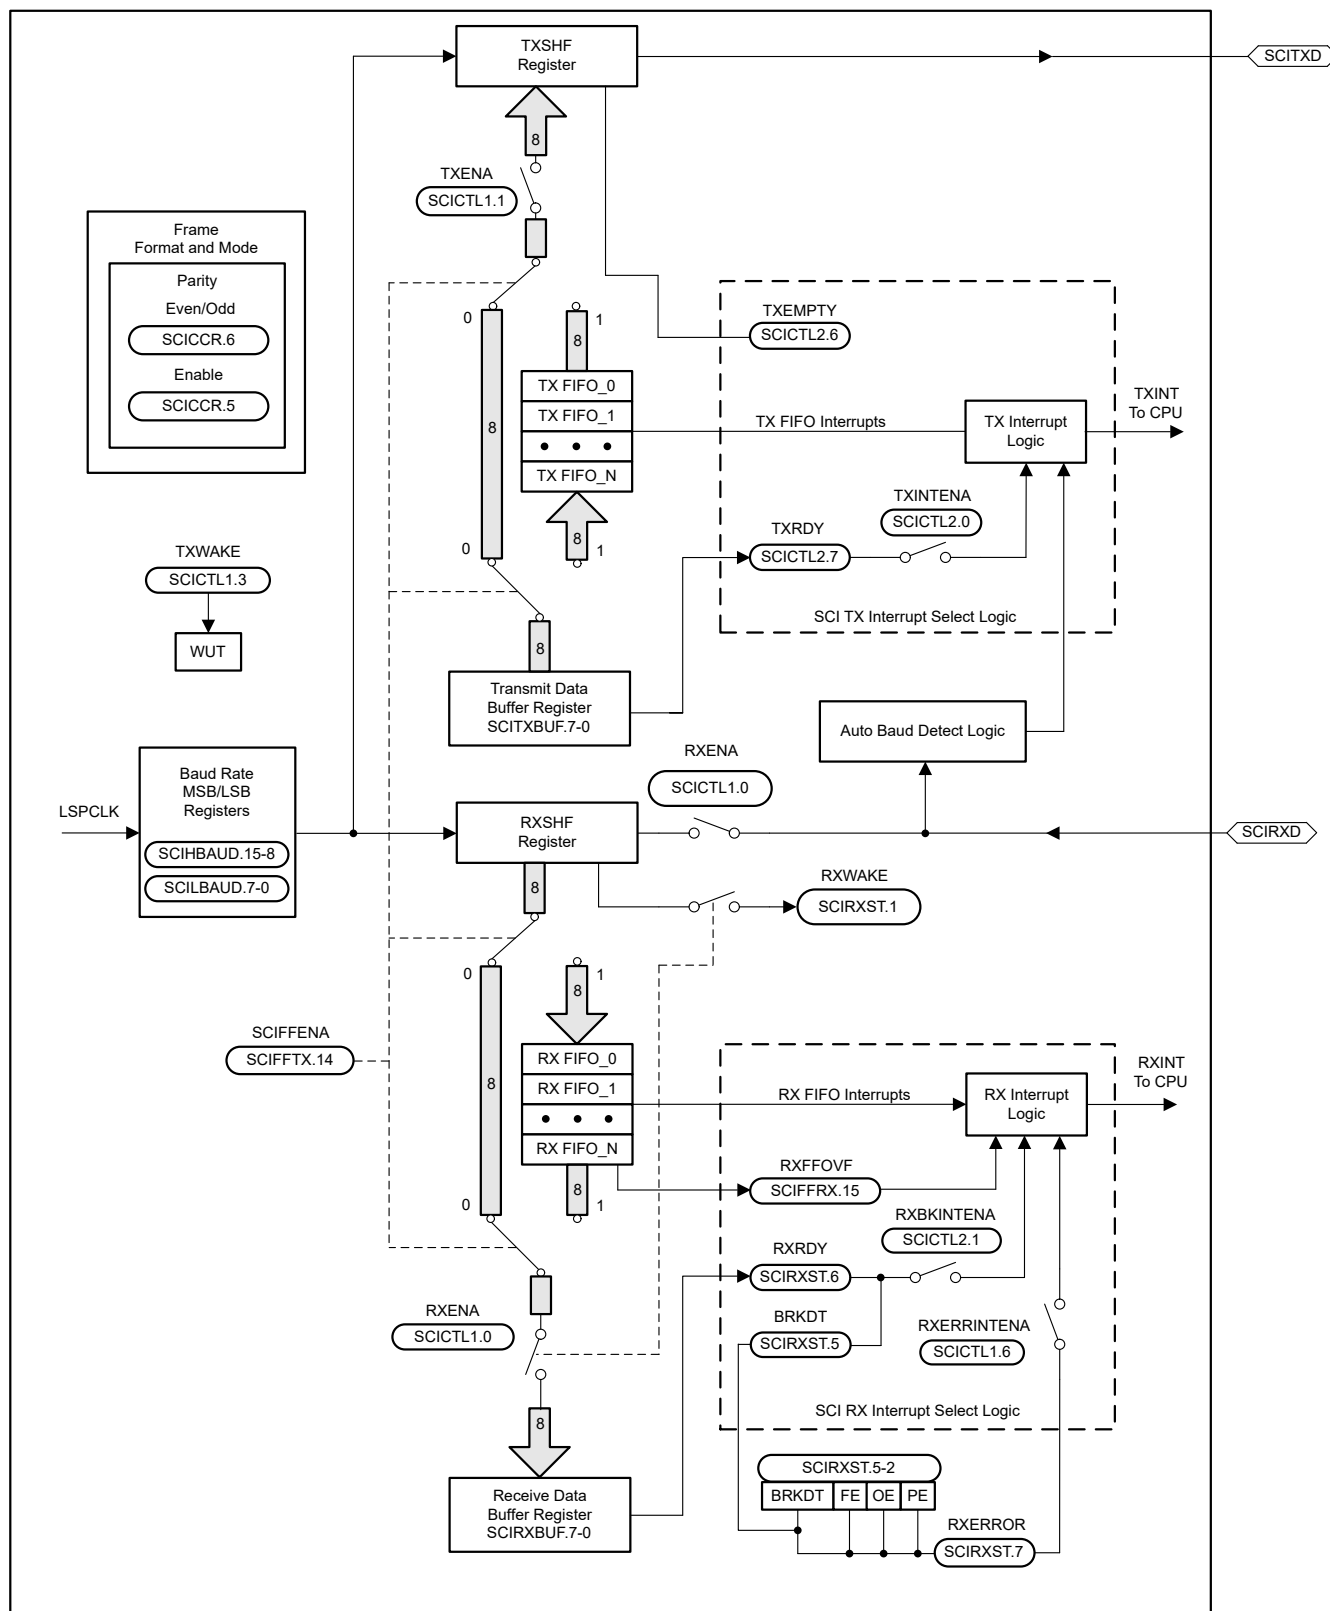 TXSHF
Register
SCITXD
8
TXENA
SCICTL1.1
Frame
Format and Mode
Parity
Even/Odd
SCICCR.6
Enable
SCICCR.5
0
1
8
TX FIFO_0
TX FIFO_1
TX FIFO_N
8
8
0
1
TXEMPTY
SCICTL2.6
TX FIFO Interrupts
TX Interrupt
Logic
TXINT
To CPU
TXINTENA
SCICTL2.0
TXRDY
SCICTL2.7
SCI TX Interrupt Select Logic
TXWAKE
SCICTL1.3
WUT
8
Transmit Data
Buffer Register
SCITXBUF.7-0
Auto Baud Detect Logic
RXENA
SCICTL1.0
LSPCLK
Baud Rate
MSB/LSB
Registers
SCIHBAUD.15-8
SCILBAUD.7-0
RXSHF
Register
SCIRXD
8
RXWAKE
SCIRXST.1
0
1
8
SCIFFENA
SCIFFTX.14
8
RX FIFO_0
RX FIFO_1
RX FIFO_N
8
0
1
RX FIFO Interrupts
RX Interrupt
Logic
RXINT
To CPU
RXFFOVF
SCIFFRX.15
RXBKINTENA
SCICTL2.1
RXRDY
SCIRXST.6
BRKDT
SCIRXST.5
RXERRINTENA
SCICTL1.6
SCI RX Interrupt Select Logic
RXENA
SCICTL1.0
8
Receive Data
Buffer Register
SCIRXBUF.7-0
SCIRXST.5-2
BRKDT FE OE PE
RXERROR
SCIRXST.7